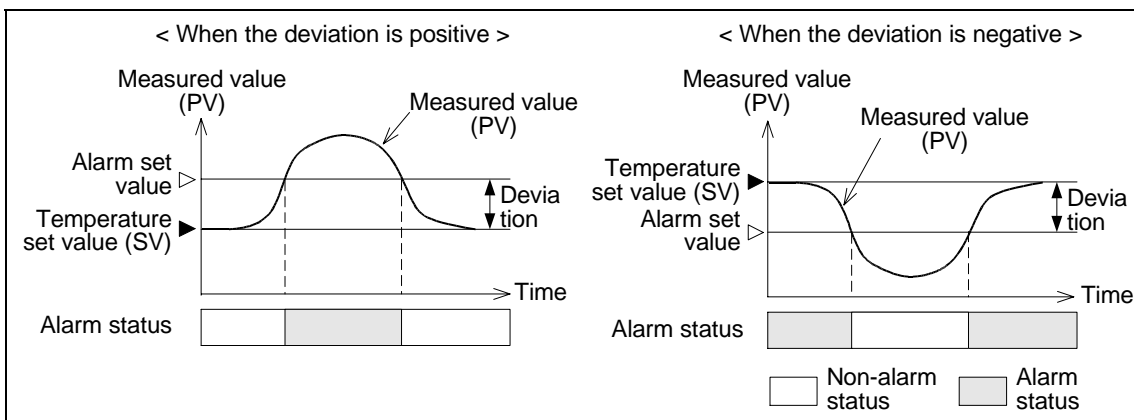 < When the deviation is positive >
Measured value
(PV)
Measured value
(PV)
Alarm set
value
Temperature
set value (SV)
Devia
tion
Time
Alarm status
< When the deviation is negative >
Measured value
(PV)
Measured value
(PV)
Temperature
set value (SV)
Alarm set
value
Devia
tion
Time
Alarm status
Non-alarm
status
Alarm
status